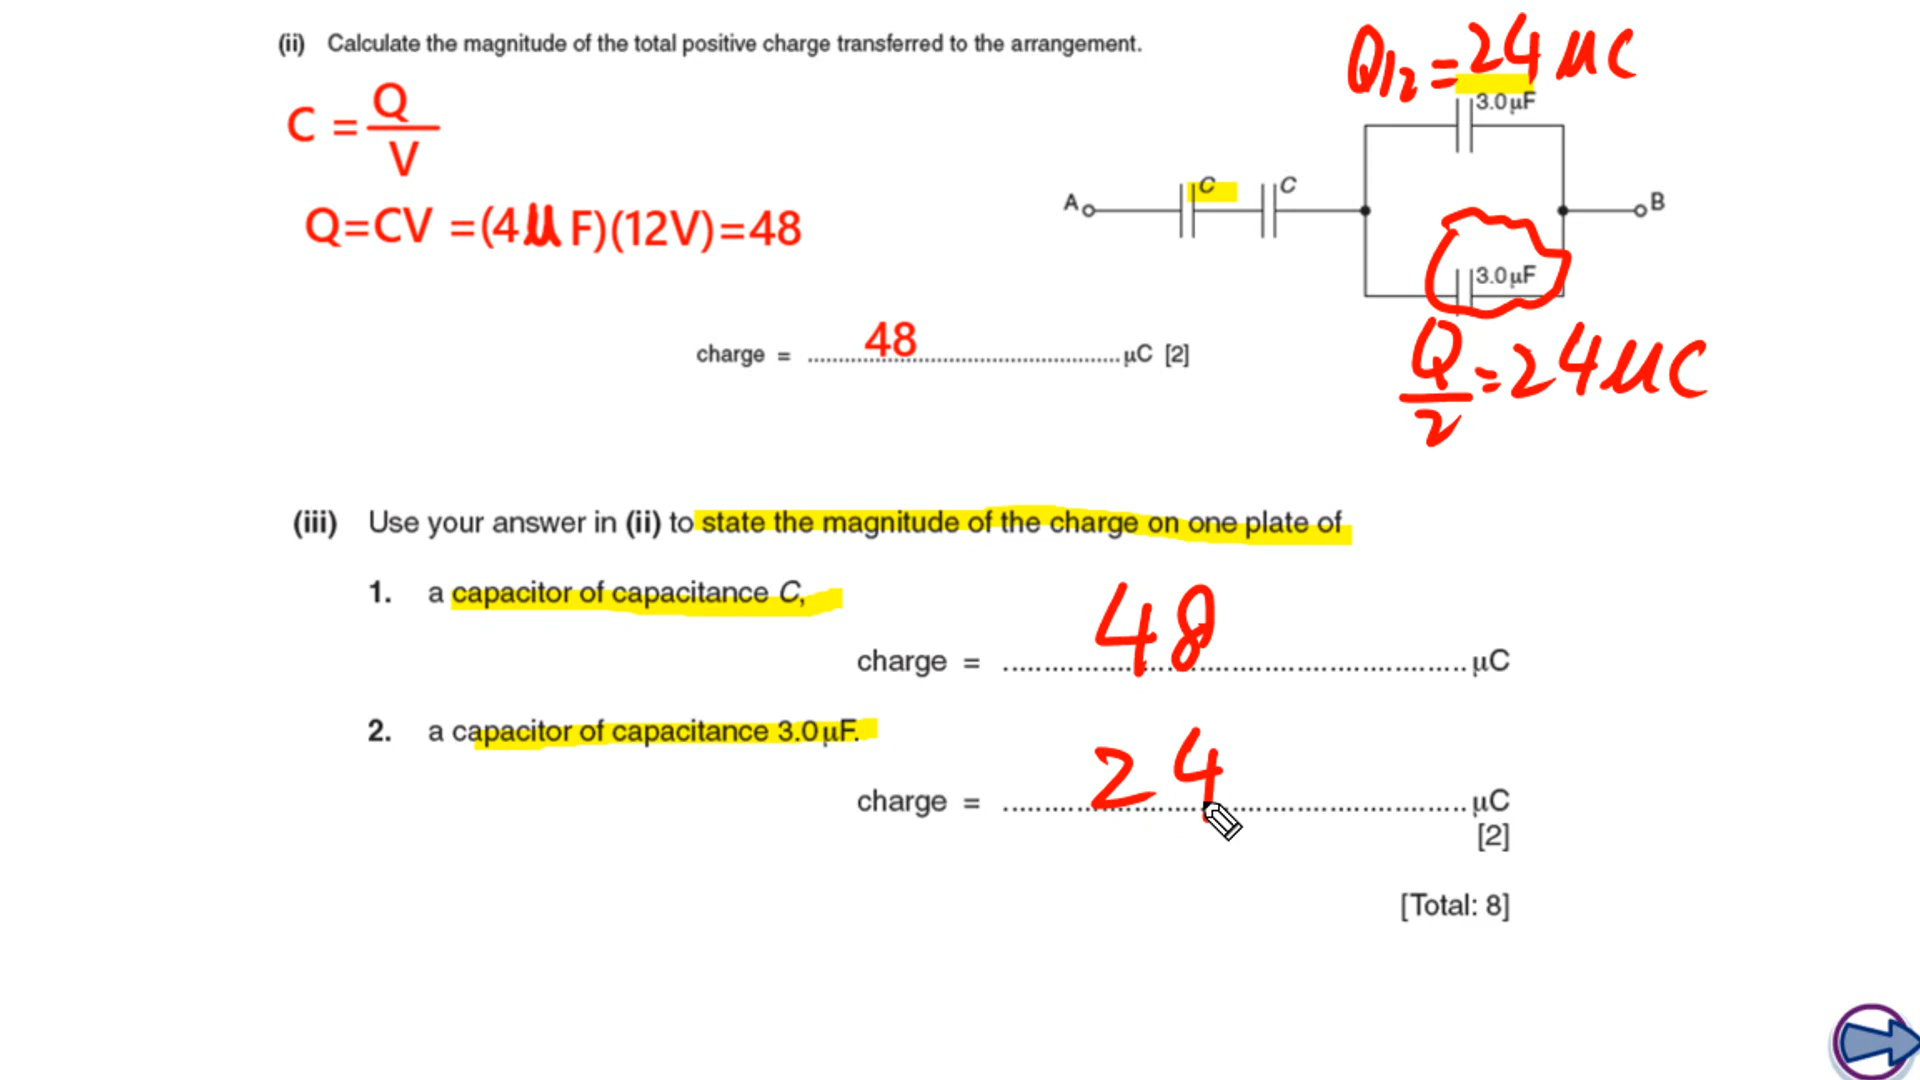 (ii) Calculate the magnitude of the total positive charge transferred to the arrangement.
Q/2 = 24 μC
C = Q
V
3.0 μF
A
C
C
B
Q=CV =(4μ F)(12V)=48
3.0 μF
charge = 48 μC [2]
Q
2
=24μC
(iii) Use your answer in (ii) to state the magnitude of the charge on one plate of
1. a capacitor of capacitance C,
charge = 48 μC
2. a capacitor of capacitance 3.0 μF.
charge = 24 μC
[2]
[Total: 8]